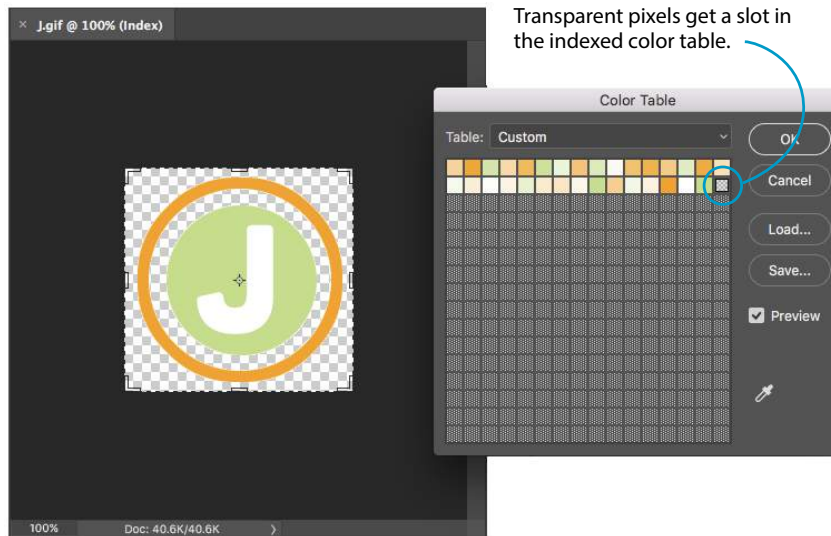 Transparent pixels get a slot in
the indexed color table.
× J.gif @ 100% (Index)
Color Table
Table: Custom
OK
Cancel
Load...
Save...
Preview
J
100% Doc: 40.6K/40.6K